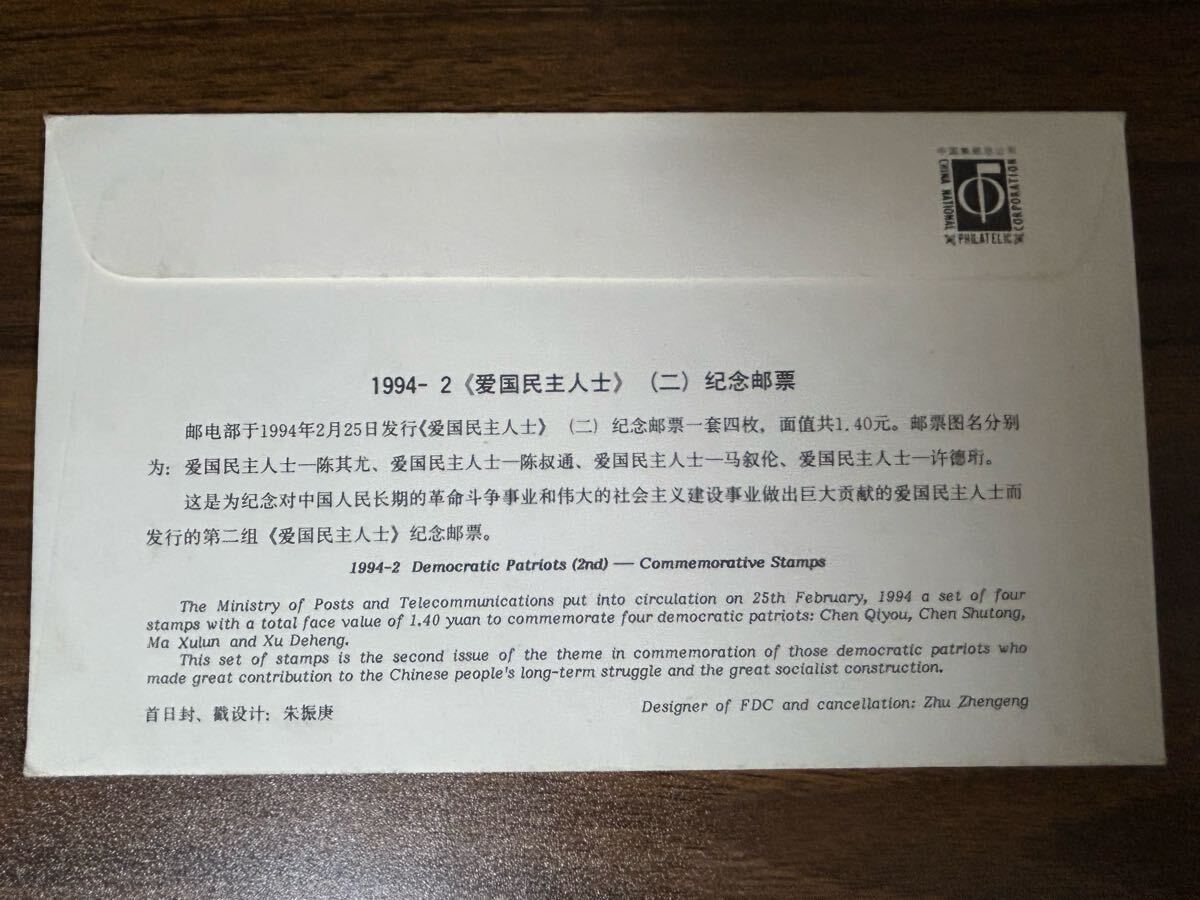 中国集邮总公司
CHINA NATIONAL
PHILATELIC
CORPORATION
1994-2《爱国民主人士》(二)纪念邮票
邮电部于1994年2月25日发行《爱国民主人士》(二)纪念邮票一套四枚，面值共1.40元。邮票图名分别
为：爱国民主人士—陈其尤、爱国民主人士—陈叔通、爱国民主人士—马叙伦、爱国民主人士—许德珩。
这是为纪念对中国人民长期的革命斗争事业和伟大的社会主义建设事业做出巨大贡献的爱国民主人士而
发行的第二组《爱国民主人士》纪念邮票。
1994-2 Democratic Patriots (2nd) — Commemorative Stamps
The Ministry of Posts and Telecommunications put into circulation on 25th February, 1994 a set of four
stamps with a total face value of 1.40 yuan to commemorate four democratic patriots: Chen Qiyou, Chen Shutong,
Ma Xulun and Xu Deheng.
This set of stamps is the second issue of the theme in commemoration of those democratic patriots who
made great contribution to the Chinese people's long-term struggle and the great socialist construction.
首日封、戳设计：朱振庚
Designer of FDC and cancellation: Zhu Zhengeng